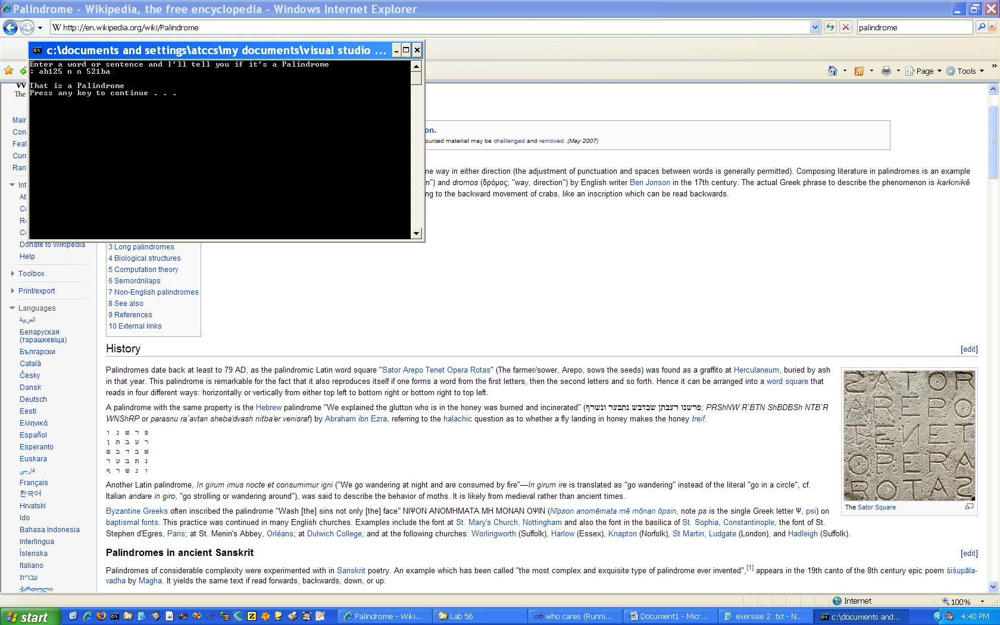 Palindrome - Wikipedia, the free encyclopedia - Windows Internet Explorer
http://en.wikipedia.org/wiki/Palindrome
palindrome
c:\documents and settings\atccs\my documents\visual studio ...
Enter a word or sentence and I'll tell you if it's a Palindrome
: ab125 n n 521ba
That is a Palindrome
Press any key to continue . . .
Page
Tools
The
Main
Con
Feat
Curr
Ran
Int
Ab
Co
Re
Co
Donate to Wikipedia
Help
Toolbox
Print/export
Languages
العربية
Беларуская
(тарашкевіца)
Български
Català
Česky
Dansk
Deutsch
Eesti
Ελληνικά
Español
Esperanto
Euskara
فارسی
Français
한국어
Hrvatski
Ido
Bahasa Indonesia
Interlingua
Íslenska
Italiano
עברית
ქართული
on.
ourced material may be challenged and removed. (May 2007)
ne way in either direction (the adjustment of punctuation and spaces between words is generally permitted). Composing literature in palindromes is an example
n") and dromos (δρόμος; "way, direction") by English writer Ben Jonson in the 17th century. The actual Greek phrase to describe the phenomenon is karkinikê
ng to the backward movement of crabs, like an inscription which can be read backwards.
3 Long palindromes
4 Biological structures
5 Computation theory
6 Semordnilaps
7 Non-English palindromes
8 See also
9 References
10 External links
History
[edit]
Palindromes date back at least to 79 AD, as the palindromic Latin word square "Sator Arepo Tenet Opera Rotas" (The farmer/sower, Arepo, sows the seeds) was found as a graffito at Herculaneum, buried by ash
in that year. This palindrome is remarkable for the fact that it also reproduces itself if one forms a word from the first letters, then the second letters and so forth. Hence it can be arranged into a word square that
reads in four different ways: horizontally or vertically from either top left to bottom right or bottom right to top left.
A palindrome with the same property is the Hebrew palindrome "We explained the glutton who is in the honey was burned and incinerated" (פרשנו רעבתן שבדבש נתבער ונשרף; PRShNW R`BTN ShBDBSh NTB`R
WNShRP or parasnu ra`avtan sheba'dvash nitba'er venisraf) by Abraham ibn Ezra, referring to the halachic question as to whether a fly landing in honey makes the honey treif.
פ ר ש נ ו
ר ע ב ת ן
ש ב ד ב ש
נ ת ב ע ר
ו נ ש ר ף
Another Latin palindrome, In girum imus nocte et consumimur igni ("We go wandering at night and are consumed by fire"—In girum ire is translated as "go wandering" instead of the literal "go in a circle", cf.
Italian andare in giro, "go strolling or wandering around"), was said to describe the behavior of moths. It is likely from medieval rather than ancient times.
Byzantine Greeks often inscribed the palindrome "Wash [the] sins not only [the] face" ΝΙΨΟΝ ΑΝΟΜΗΜΑΤΑ ΜΗ ΜΟΝΑΝ ΟΨΙΝ (Nīpson anomēmata mē mōnan ōpsin, note ps is the single Greek letter Ψ, psi) on
baptismal fonts. This practice was continued in many English churches. Examples include the font at St. Mary's Church, Nottingham and also the font in the basilica of St. Sophia, Constantinople, the font of St.
Stephen d'Egres, Paris; at St. Menin's Abbey, Orléans; at Dulwich College; and at the following churches: Worlingworth (Suffolk), Harlow (Essex), Knapton (Norfolk), St Martin, Ludgate (London), and Hadleigh (Suffolk).
SATOR
AREPO
TENET
OPERA
ROTAS
The Sator Square
Palindromes in ancient Sanskrit
[edit]
Palindromes of considerable complexity were experimented with in Sanskrit poetry. An example which has been called "the most complex and exquisite type of palindrome ever invented",[1] appears in the 19th canto of the 8th century epic poem śiśupāla-
vadha by Magha. It yields the same text if read forwards, backwards, down, or up:
Internet
100%
start
Palindrome - Wiki...
Lab 56
who cares (Runni...
Document1 - Micr...
exersise 2 .txt - N...
c:\documents and...
4:40 PM